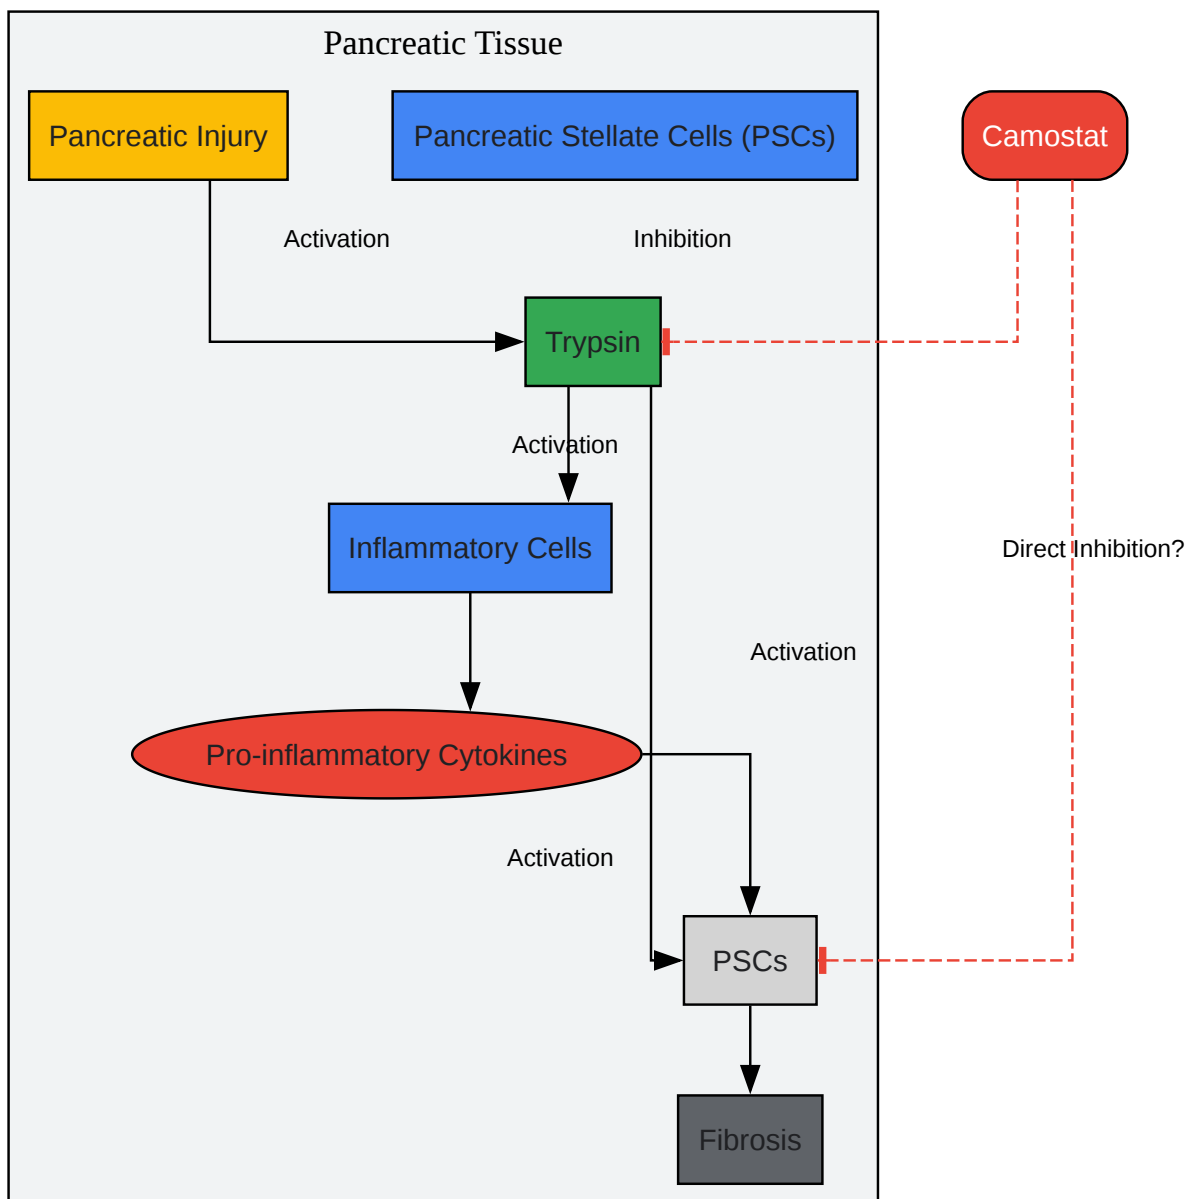 Pancreatic Tissue
Pancreatic Injury
Pancreatic Stellate Cells (PSCs)
Camostat
Activation
Inhibition
Trypsin
Activation
Inflammatory Cells
Direct Inhibition?
Activation
Pro-inflammatory Cytokines
Activation
PSCs
Fibrosis